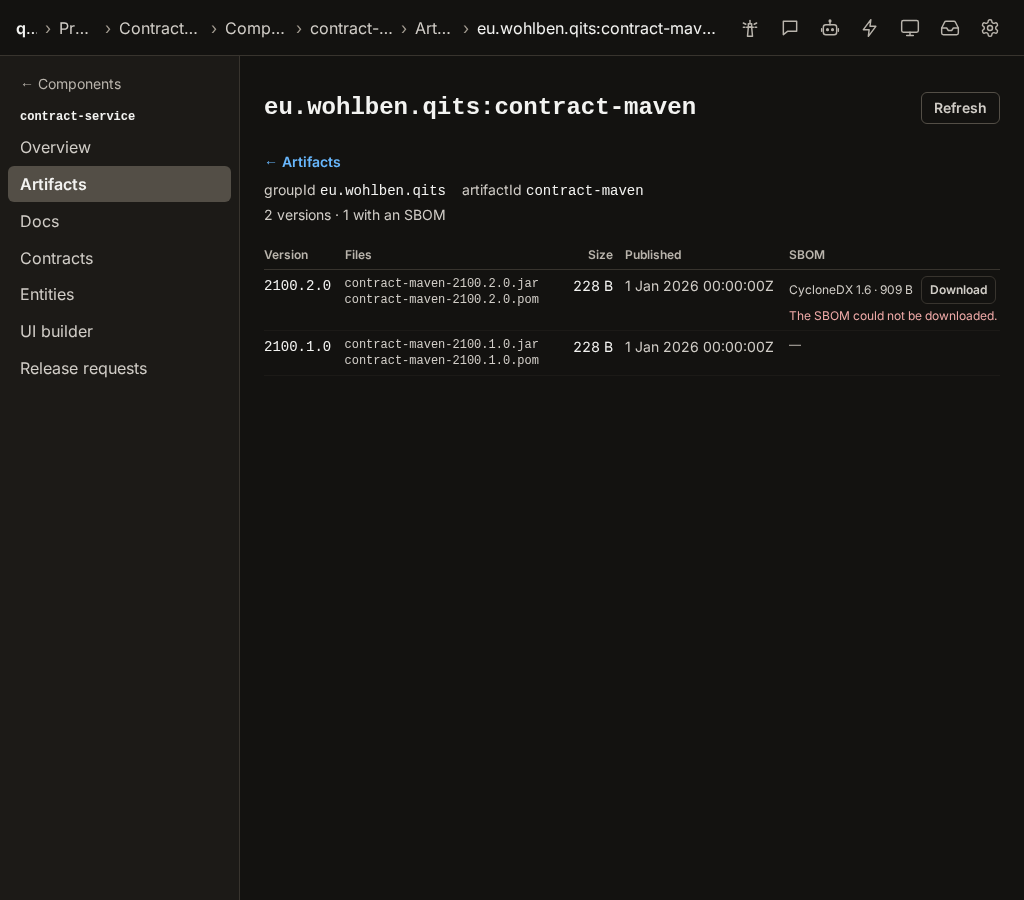 q... › Pr... › Contract... › Comp... › contract-... › Art... › eu.wohlben.qits:contract-mav...
← Components
contract-service
Overview
Artifacts
Docs
Contracts
Entities
UI builder
Release requests
eu.wohlben.qits:contract-maven
Refresh
← Artifacts
groupId eu.wohlben.qits artifactId contract-maven
2 versions · 1 with an SBOM
Version Files Size Published SBOM
2100.2.0 contract-maven-2100.2.0.jar 228 B 1 Jan 2026 00:00:00Z CycloneDX 1.6 · 909 B Download
contract-maven-2100.2.0.pom
The SBOM could not be downloaded.
2100.1.0 contract-maven-2100.1.0.jar 228 B 1 Jan 2026 00:00:00Z —
contract-maven-2100.1.0.pom